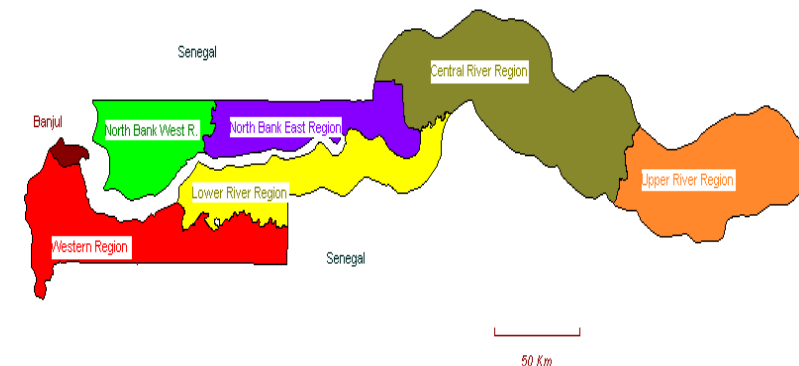 Senegal
Central River Region
Banjul
North Bank West R.
North Bank East Region
Upper River Region
Lower River Region
Western Region
Senegal
50 Km